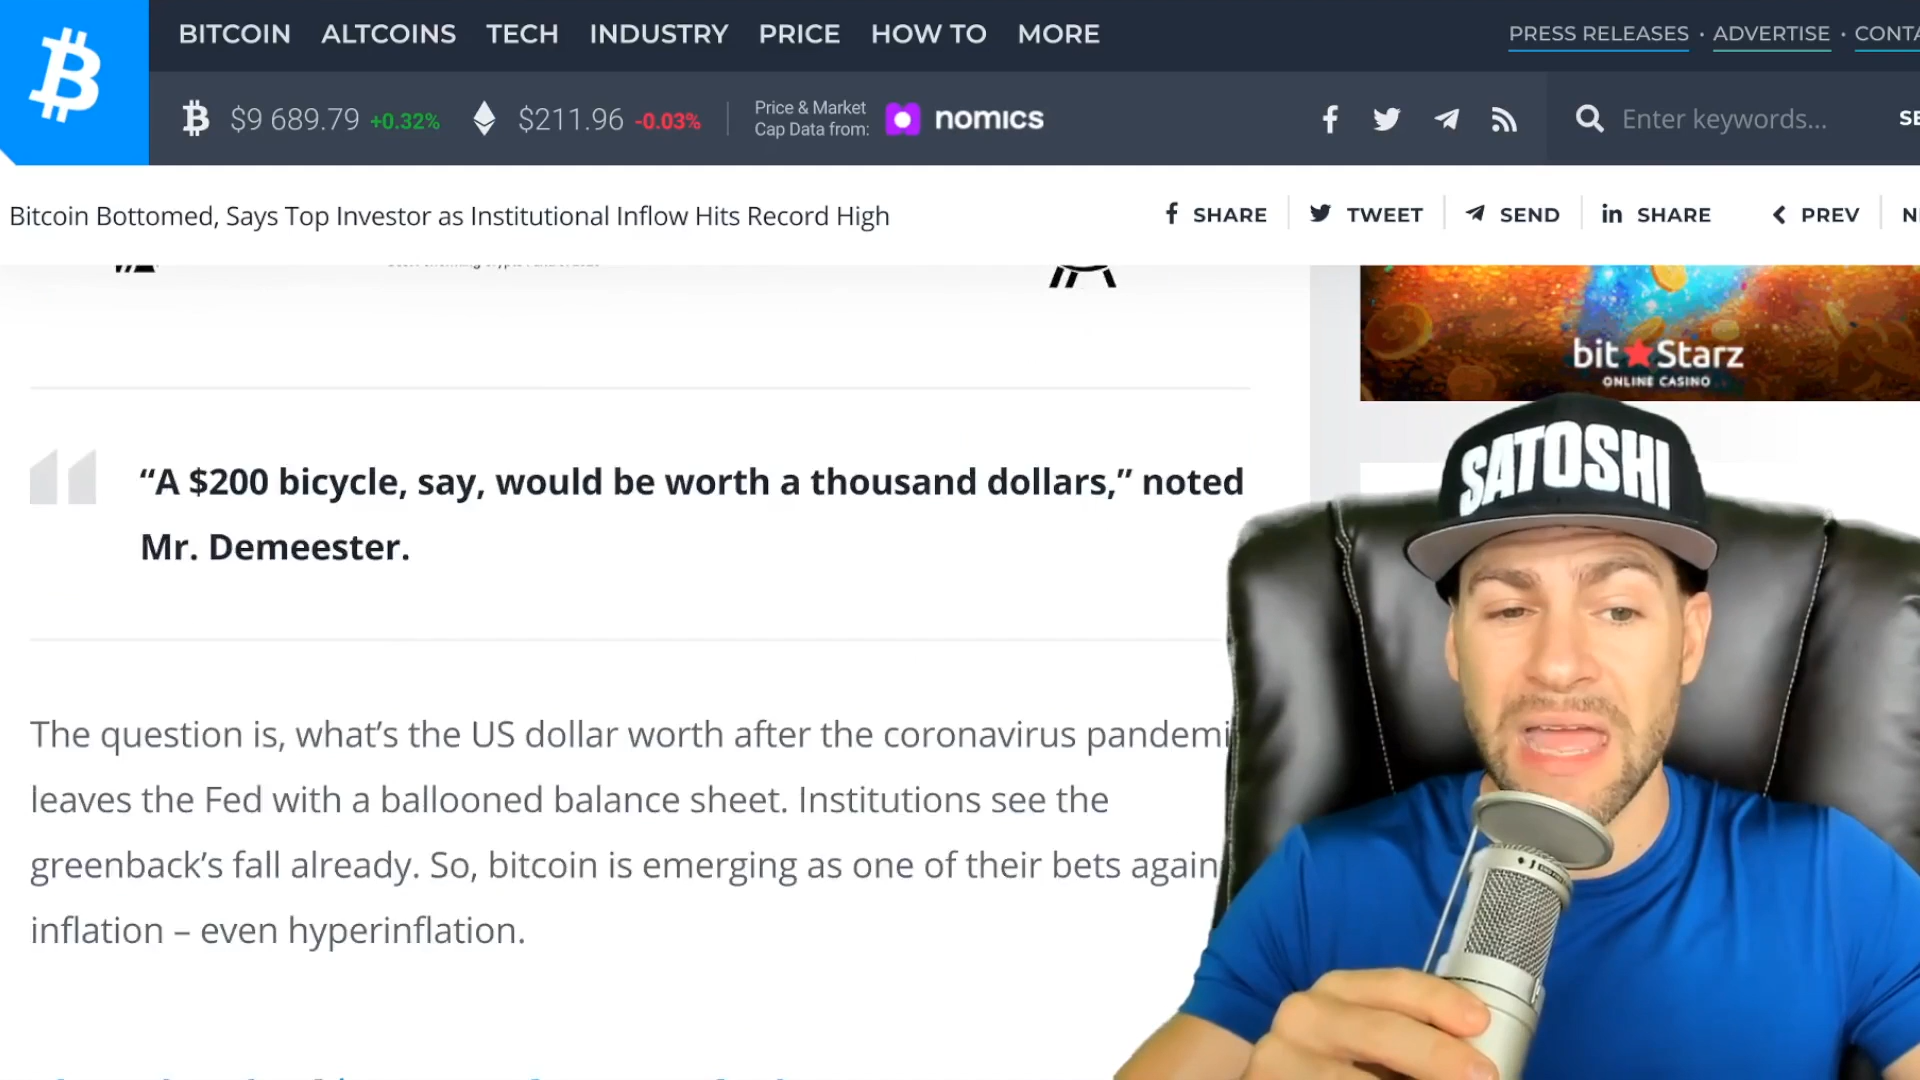 BITCOIN ALTCOINS TECH INDUSTRY PRICE HOW TO MORE
PRESS RELEASES · ADVERTISE ·
$9 689.79 +0.32% $211.96 -0.03% Price & Market
Cap Data from: nomics
Enter keywords...
Bitcoin Bottomed, Says Top Investor as Institutional Inflow Hits Record High
SHARE TWEET SEND in SHARE PREV
bit Starz
ONLINE CASINO
SATOSHI
“A $200 bicycle, say, would be worth a thousand dollars,” noted
Mr. Demeester.
The question is, what’s the US dollar worth after the coronavirus pandemi
leaves the Fed with a ballooned balance sheet. Institutions see the
greenback’s fall already. So, bitcoin is emerging as one of their bets again
inflation – even hyperinflation.